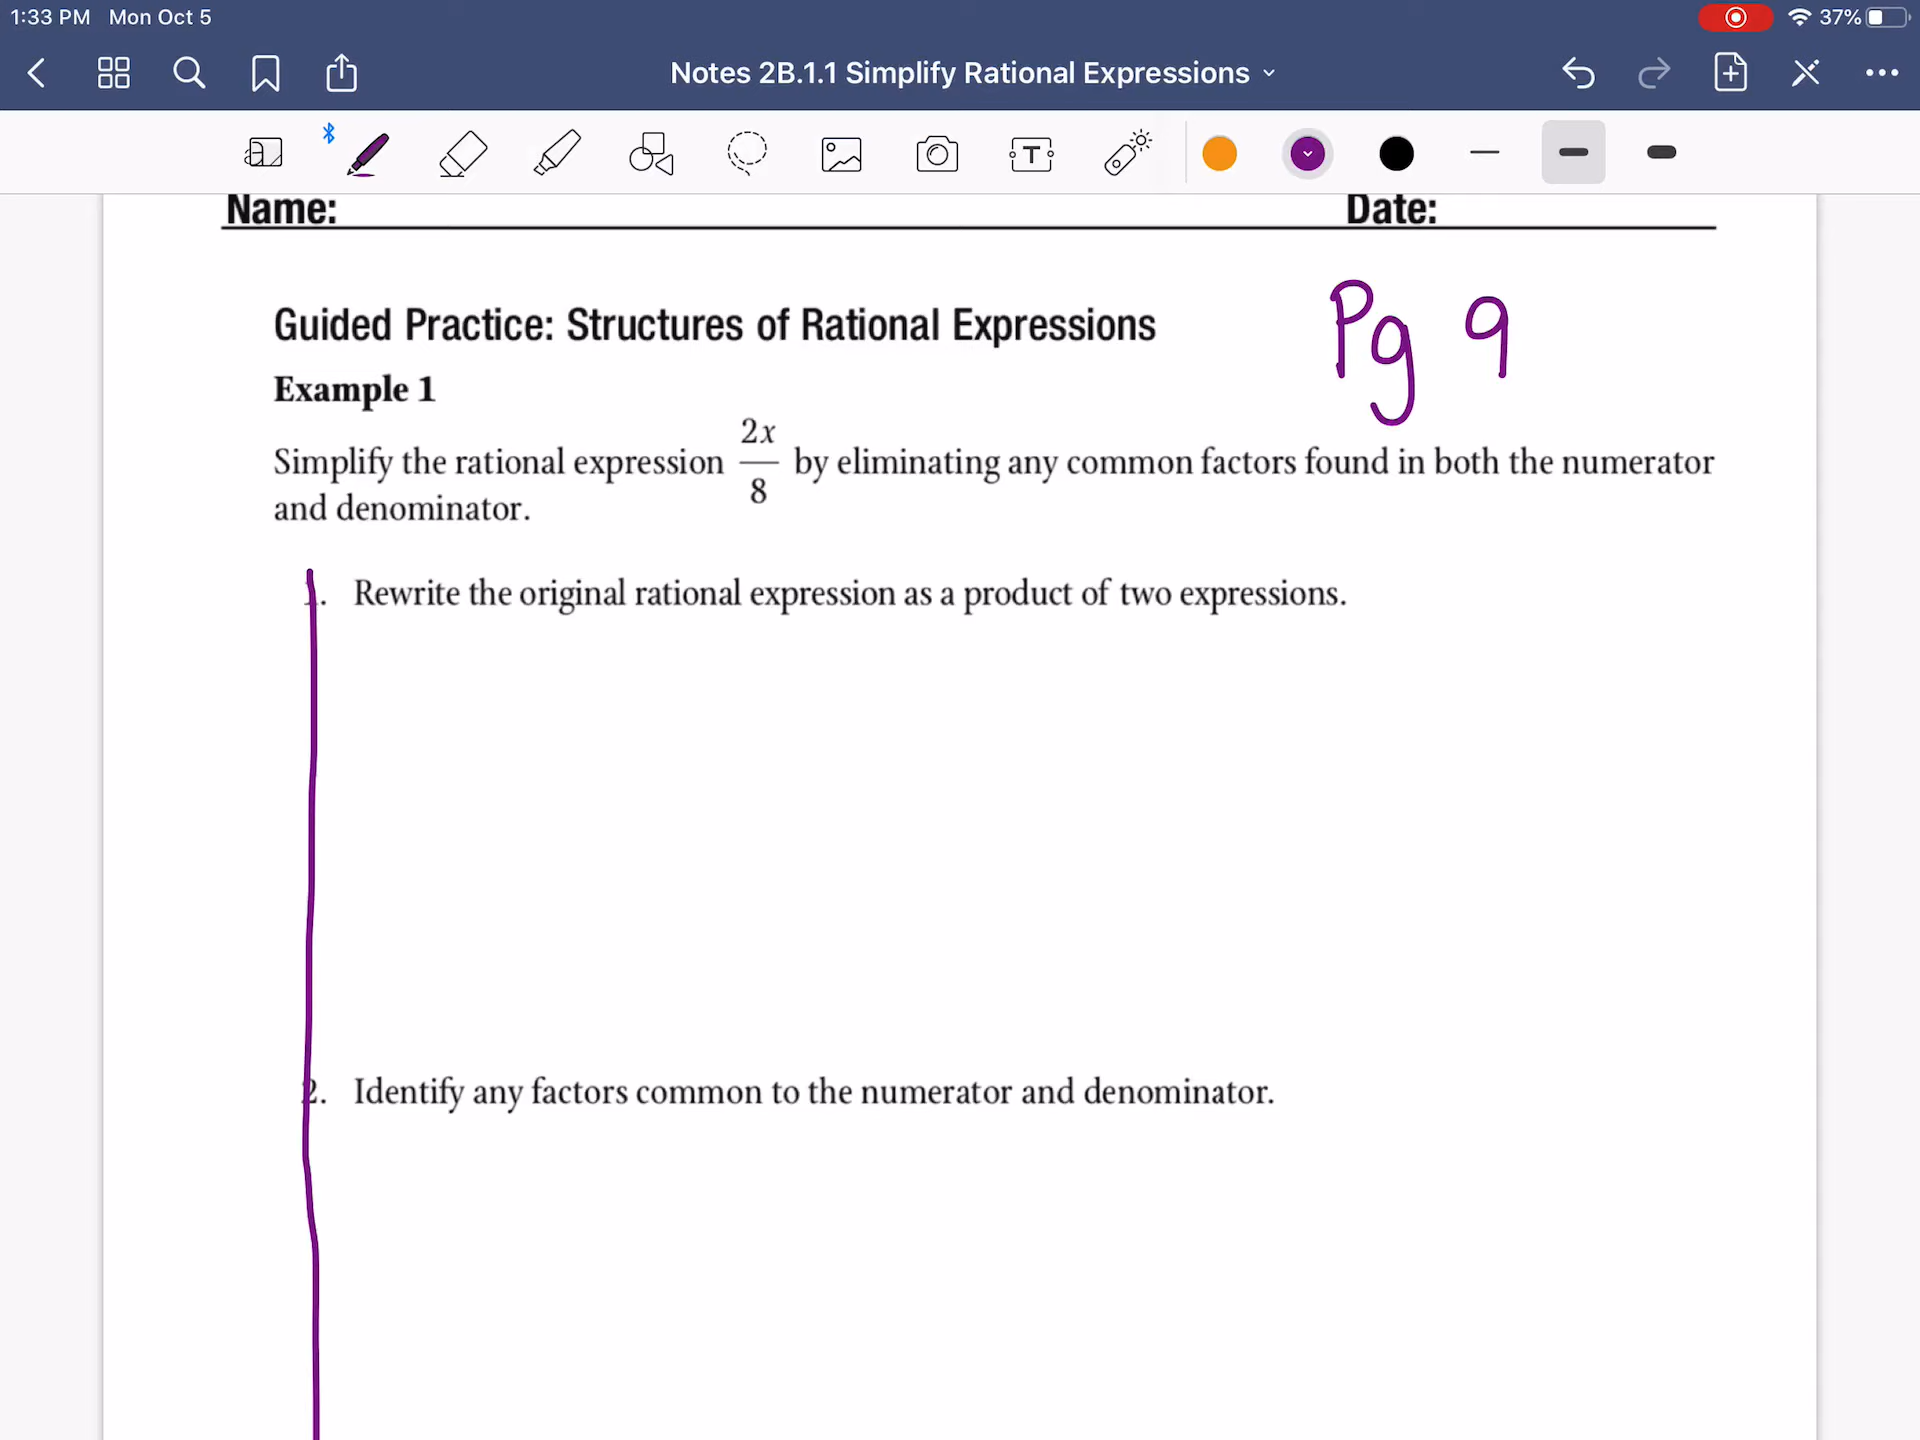 1:33 PM Mon Oct 5
37%
Notes 2B.1.1 Simplify Rational Expressions
Name: Date:
Guided Practice: Structures of Rational Expressions
Pg 9
Example 1
Simplify the rational expression 2x/8 by eliminating any common factors found in both the numerator
and denominator.
1. Rewrite the original rational expression as a product of two expressions.
2. Identify any factors common to the numerator and denominator.